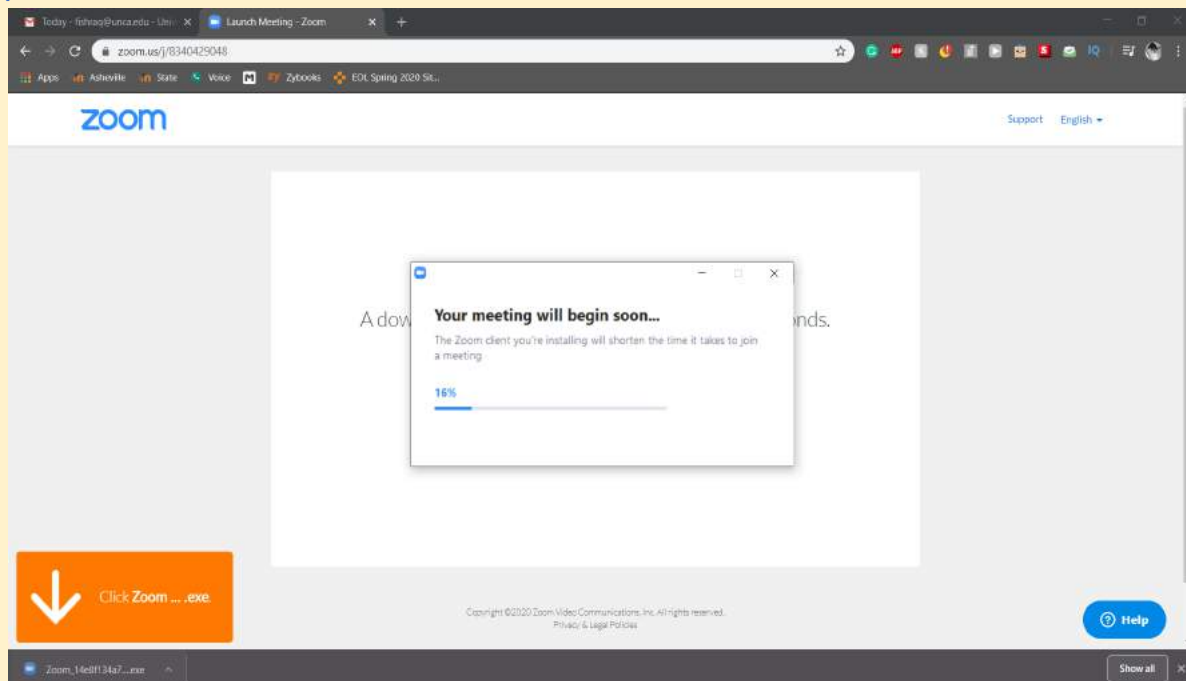 Today - fishraq@unca.edu - Univ
Launch Meeting - Zoom
zoom.us/j/8340429048
Apps
Asheville
State
Voice
Zybooks
EOL Spring 2020 Sit...
zoom
Support
English
A dow
onds.
Your meeting will begin soon...
The Zoom client you're installing will shorten the time it takes to join
a meeting
16%
Click Zoom ... .exe.
Copyright ©2020 Zoom Video Communications, Inc. All rights reserved.
Privacy & Legal Policies
Help
Zoom_14e8f134a7....exe
Show all